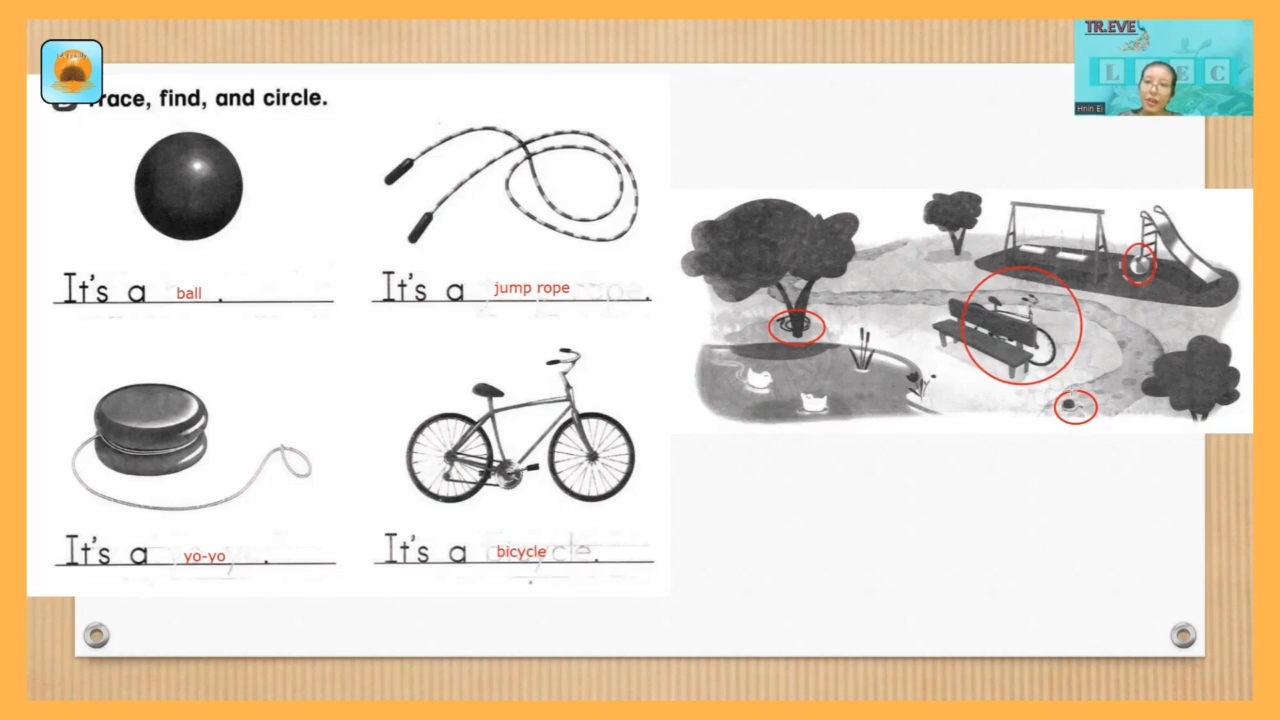 TR.EVE
L E C
Hnin Ei
Trace, find, and circle.
It's a ball .
It's a jump rope .
It's a yo-yo .
It's a bicycle .